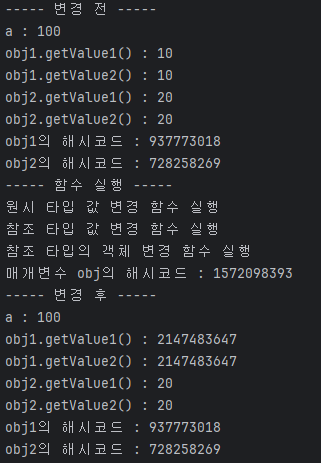 ----- 변경 전 -----
a : 100
obj1.getValue1() : 10
obj1.getValue2() : 10
obj2.getValue1() : 20
obj2.getValue2() : 20
obj1의 해시코드 : 937773018
obj2의 해시코드 : 728258269
----- 함수 실행 -----
원시 타입 값 변경 함수 실행
참조 타입 값 변경 함수 실행
참조 타입의 객체 변경 함수 실행
매개변수 obj의 해시코드 : 1572098393
----- 변경 후 -----
a : 100
obj1.getValue1() : 2147483647
obj1.getValue2() : 2147483647
obj2.getValue1() : 20
obj2.getValue2() : 20
obj1의 해시코드 : 937773018
obj2의 해시코드 : 728258269